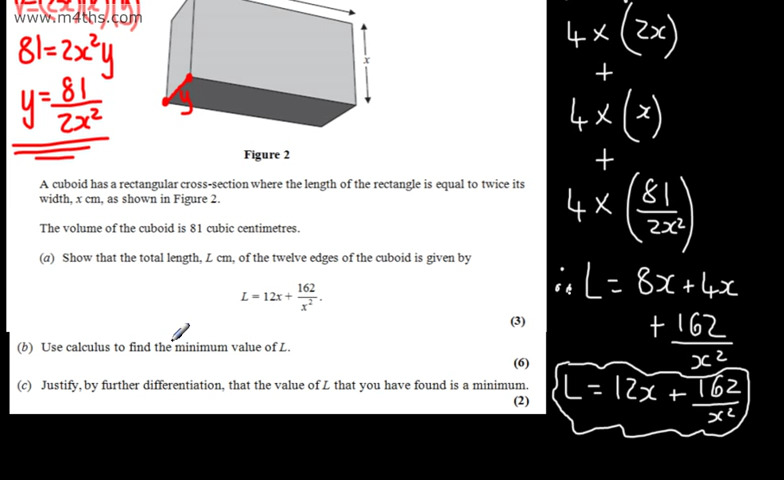 V=(2x)(x)(y)
www.m4ths.com
81=2x²y
y=81/2x²
x
y
Figure 2
A cuboid has a rectangular cross-section where the length of the rectangle is equal to twice its
width, x cm, as shown in Figure 2.
The volume of the cuboid is 81 cubic centimetres.
(a) Show that the total length, L cm, of the twelve edges of the cuboid is given by
L = 12x + 162/x².
(3)
(b) Use calculus to find the minimum value of L.
(6)
(c) Justify, by further differentiation, that the value of L that you have found is a minimum.
(2)
4 × (2x)
+
4 × (x)
+
4 × (81/2x²)
∴ L = 8x + 4x
+ 162/x²
L = 12x + 162/x²